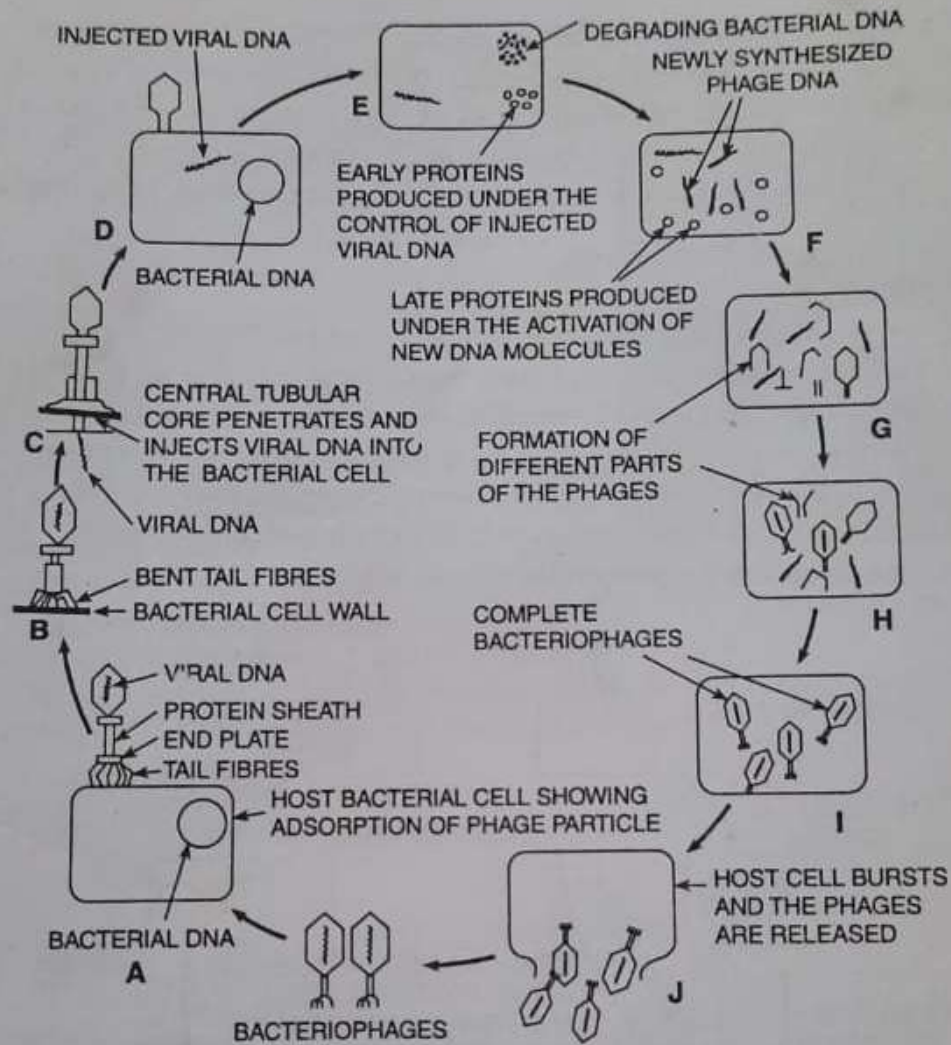 INJECTED VIRAL DNA
DEGRADING BACTERIAL DNA
NEWLY SYNTHESIZED
PHAGE DNA
E
EARLY PROTEINS
PRODUCED UNDER THE
CONTROL OF INJECTED
VIRAL DNA
D
BACTERIAL DNA
F
LATE PROTEINS PRODUCED
UNDER THE ACTIVATION OF
NEW DNA MOLECULES
CENTRAL TUBULAR
CORE PENETRATES AND
INJECTS VIRAL DNA INTO
THE BACTERIAL CELL
C
G
FORMATION OF
DIFFERENT PARTS
OF THE PHAGES
VIRAL DNA
BENT TAIL FIBRES
BACTERIAL CELL WALL
B
H
COMPLETE
BACTERIOPHAGES
VIRAL DNA
PROTEIN SHEATH
END PLATE
TAIL FIBRES
HOST BACTERIAL CELL SHOWING
ADSORPTION OF PHAGE PARTICLE
I
HOST CELL BURSTS
AND THE PHAGES
ARE RELEASED
BACTERIAL DNA
A
J
BACTERIOPHAGES